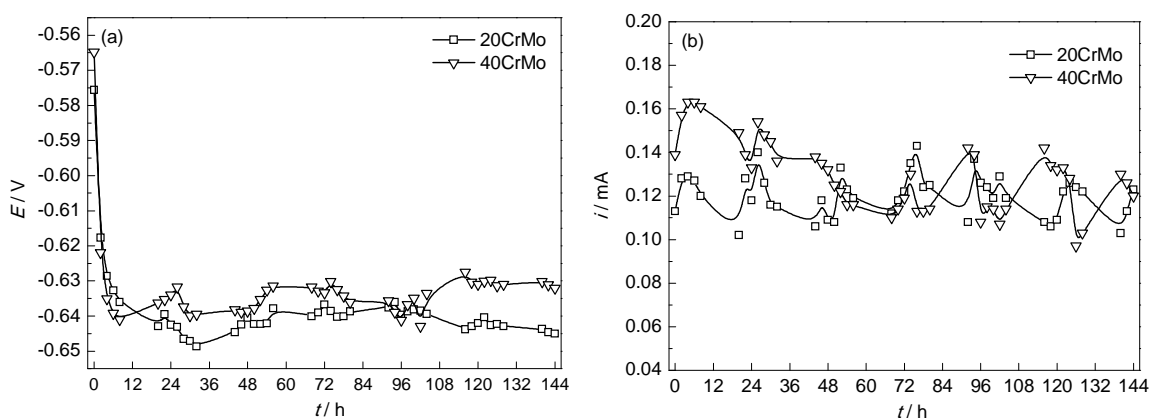 (a)
20CrMo
40CrMo
-0.56
-0.57
-0.58
-0.59
-0.60
-0.61
-0.62
-0.63
-0.64
-0.65
E / V
0 12 24 36 48 60 72 84 96 108 120 132 144
t / h
(b)
20CrMo
40CrMo
0.20
0.18
0.16
0.14
0.12
0.10
0.08
0.06
0.04
i / mA
0 12 24 36 48 60 72 84 96 108 120 132 144
t / h